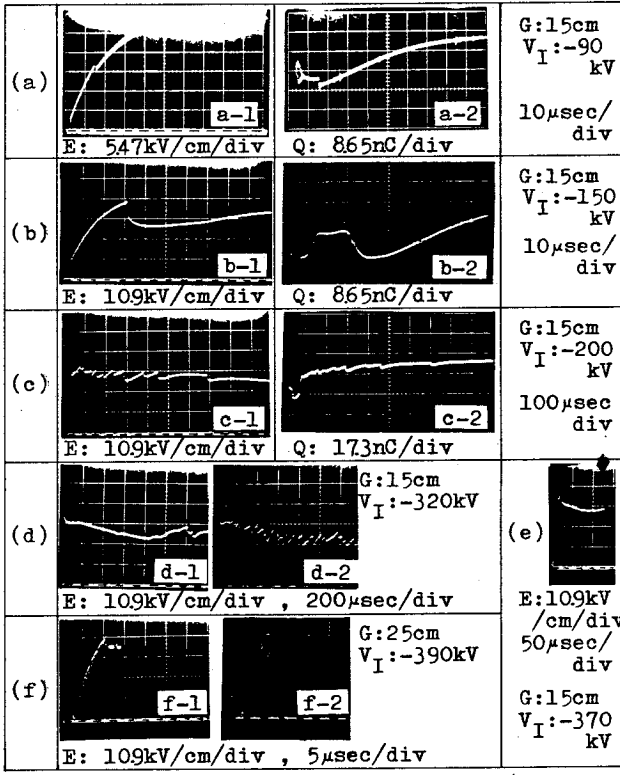 (a)
a-1
a-2
G:15cm
V_I:-90
kV
10μsec/
div
E: 5.47kV/cm/div
Q: 8.65nC/div
(b)
b-1
b-2
G:15cm
V_I:-150
kV
10μsec/
div
E: 10.9kV/cm/div
Q: 8.65nC/div
(c)
c-1
c-2
G:15cm
V_I:-200
kV
100μsec
div
E: 10.9kV/cm/div
Q: 17.3nC/div
(d)
d-1
d-2
G:15cm
V_I:-320kV
E: 10.9kV/cm/div , 200μsec/div
(e)
E:10.9kV
/cm/div
50μsec/
div
G:15cm
V_I:-370
kV
(f)
f-1
f-2
G:25cm
V_I:-390kV
E: 10.9kV/cm/div , 5μsec/div